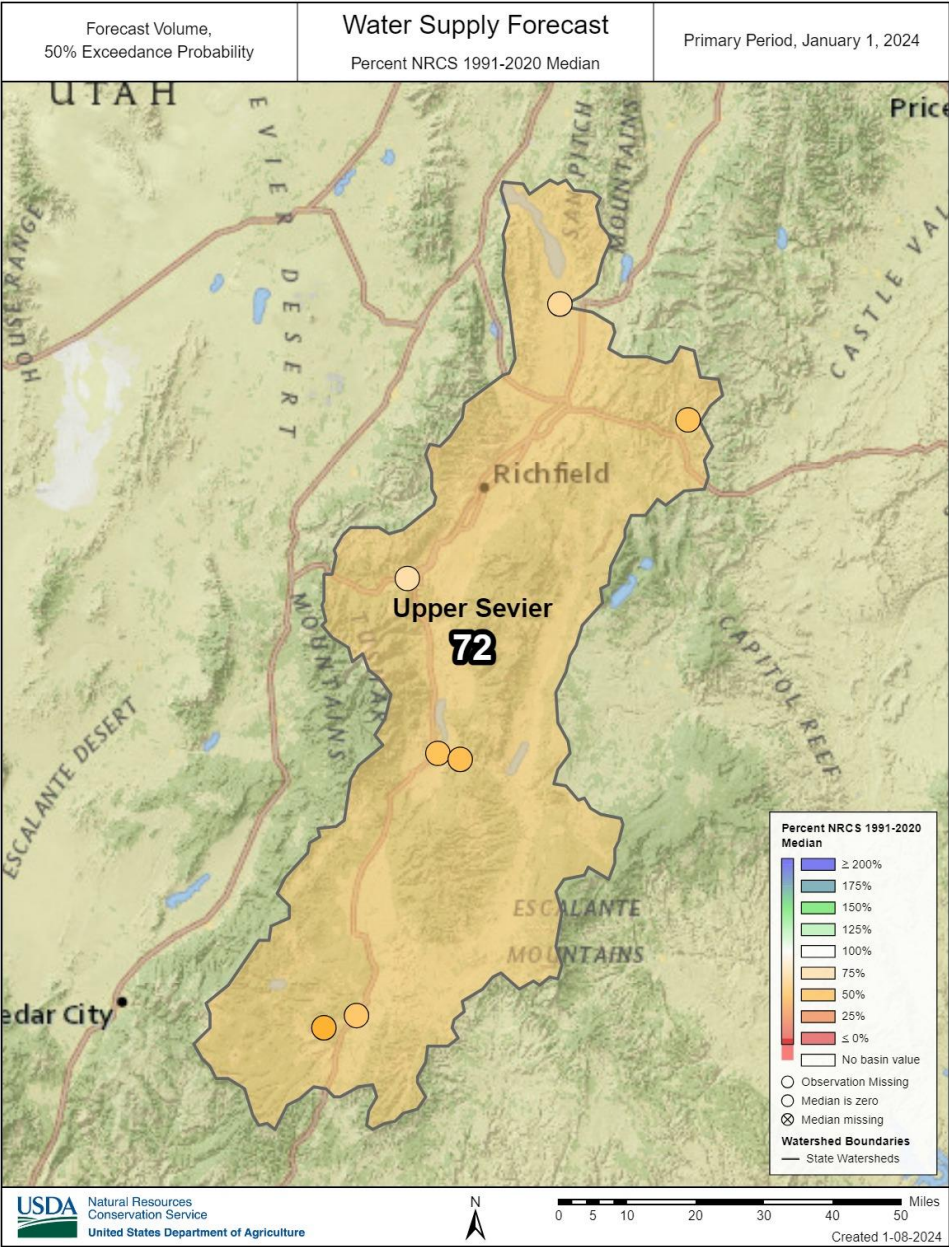 Forecast Volume,
50% Exceedance Probability
Water Supply Forecast
Percent NRCS 1991-2020 Median
Primary Period, January 1, 2024
UTAH
Price
EVIER DESERT
SAN PITCH
MOUNTAINS
HOUSE RANGE
CASTLE VAL
Richfield
Upper Sevier
72
MOUNTAINS
TUSHAR
CAPITOL REEF
ESCALANTE DESERT
ESCALANTE
MOUNTAINS
edar City
Percent NRCS 1991-2020
Median
≥ 200%
175%
150%
125%
100%
75%
50%
25%
≤ 0%
No basin value
Observation Missing
Median is zero
Median missing
Watershed Boundaries
State Watersheds
USDA
Natural Resources
Conservation Service
United States Department of Agriculture
N
Miles
0 5 10 20 30 40 50
Created 1-08-2024